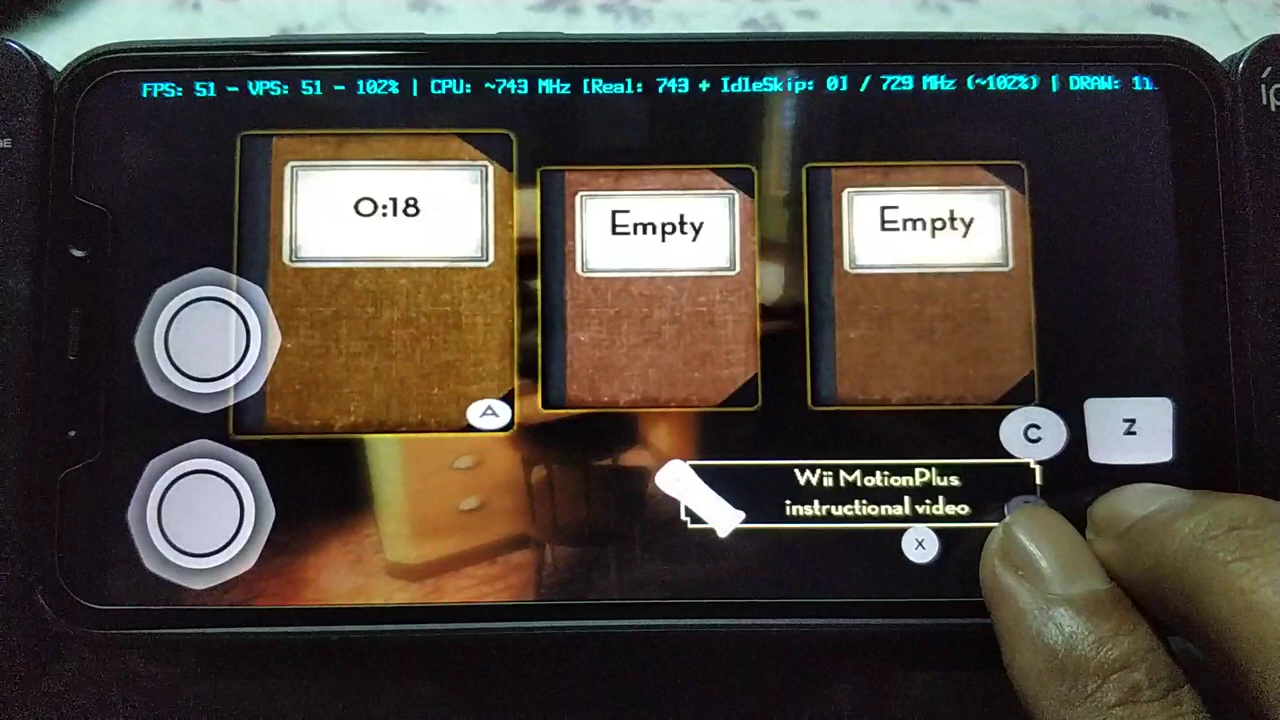 FPS: 51 - VPS: 51 - 102% | CPU: ~743 MHz [Real: 743 + IdleSkip: 0] / 729 MHz (~102%) | DRAW: 11
0:18
Empty
Empty
A
C
Z
Wii MotionPlus
instructional video
X